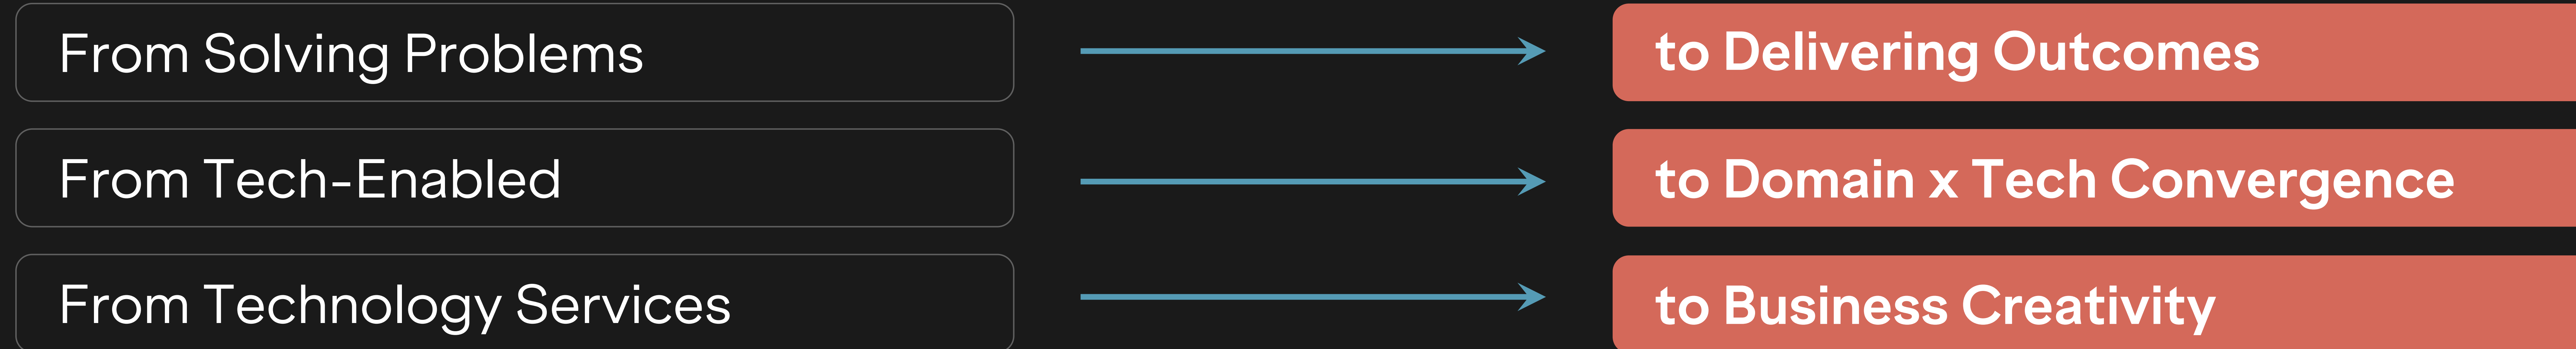 From Solving Problems
to Delivering Outcomes
From Tech-Enabled
to Domain x Tech Convergence
From Technology Services
to Business Creativity